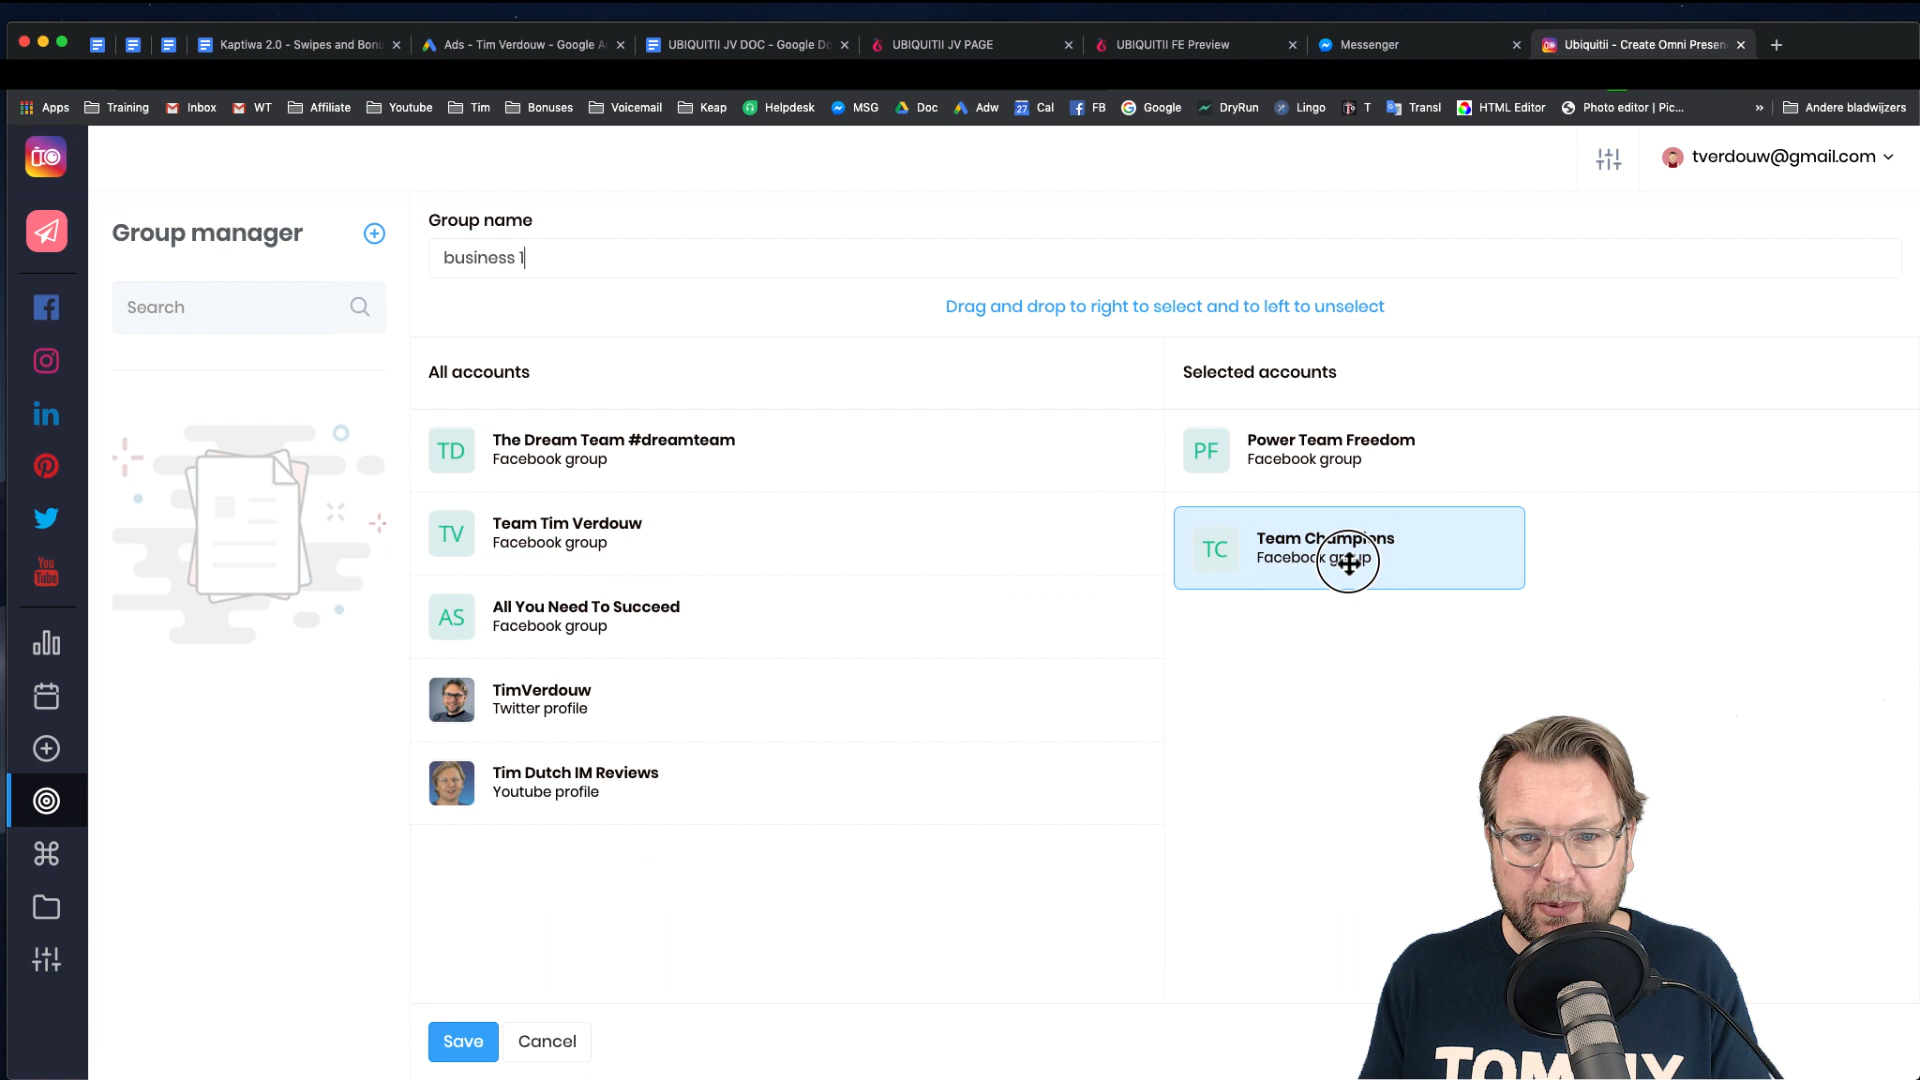 Kaptiwa 2.0 - Swipes and Bonu
Ads - Tim Verdouw - Google A
UBIQUITII JV DOC - Google Do
UBIQUITII JV PAGE
UBIQUITII FE Preview
Messenger
Ubiquitii - Create Omni Presen
Apps
Training
Inbox
WT
Affiliate
Youtube
Tim
Bonuses
Voicemail
Keap
Helpdesk
MSG
Doc
Adw
27
Cal
FB
Google
DryRun
Lingo
T
Transl
HTML Editor
Photo editor | Pic...
»
Andere bladwijzers
tverdouw@gmail.com
Group manager
Search
Group name
business 1
Drag and drop to right to select and to left to unselect
All accounts
Selected accounts
TD
The Dream Team #dreamteam
Facebook group
TV
Team Tim Verdouw
Facebook group
AS
All You Need To Succeed
Facebook group
TimVerdouw
Twitter profile
Tim Dutch IM Reviews
Youtube profile
PF
Power Team Freedom
Facebook group
TC
Team Champions
Facebook group
in
You
Tube
Save
Cancel
TOMMY